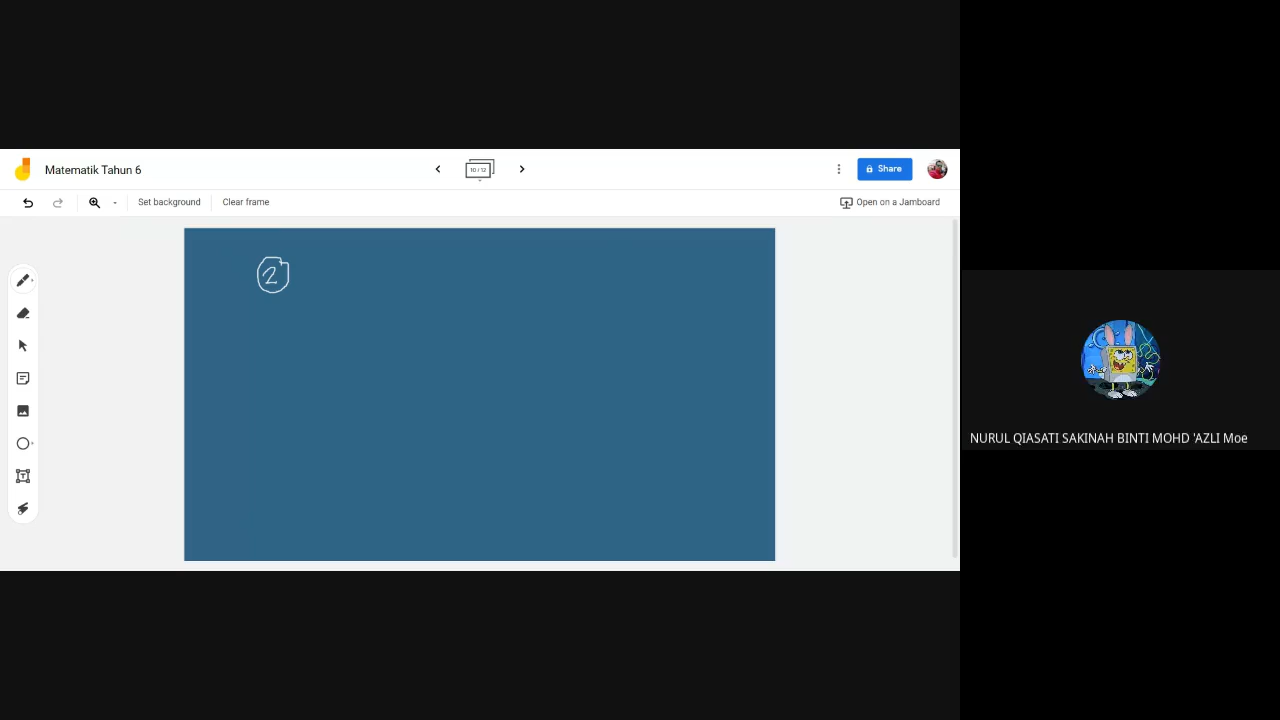 Matematik Tahun 6
10 / 12
Share
Set background
Clear frame
Open on a Jamboard
2
T
NURUL QIASATI SAKINAH BINTI MOHD 'AZLI Moe